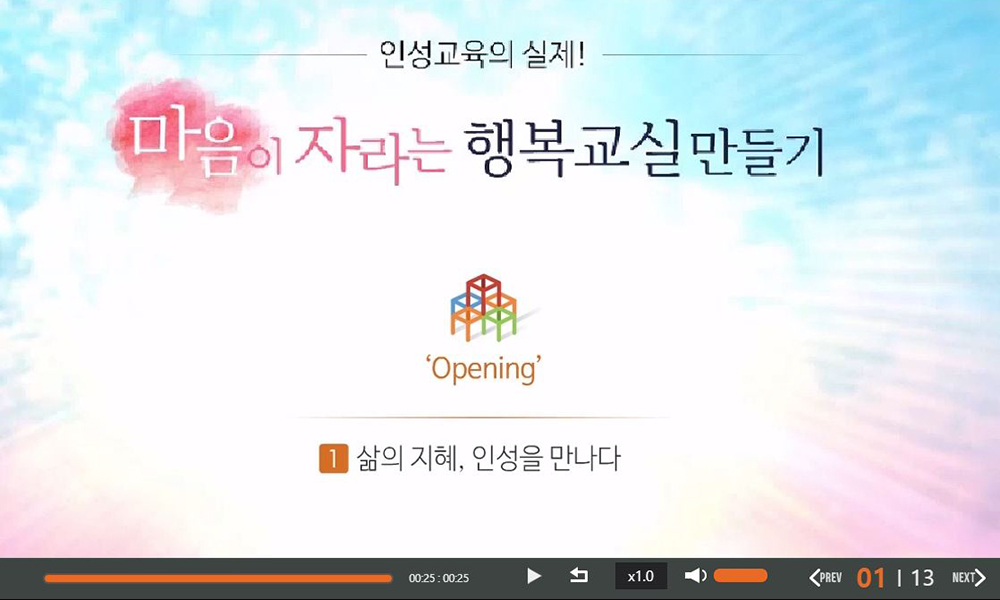 인성교육의 실제!
마음이 자라는 행복교실 만들기
‘Opening’
1 삶의 지혜, 인성을 만나다
00:25 : 00:25
x1.0
PREV 01 | 13 NEXT